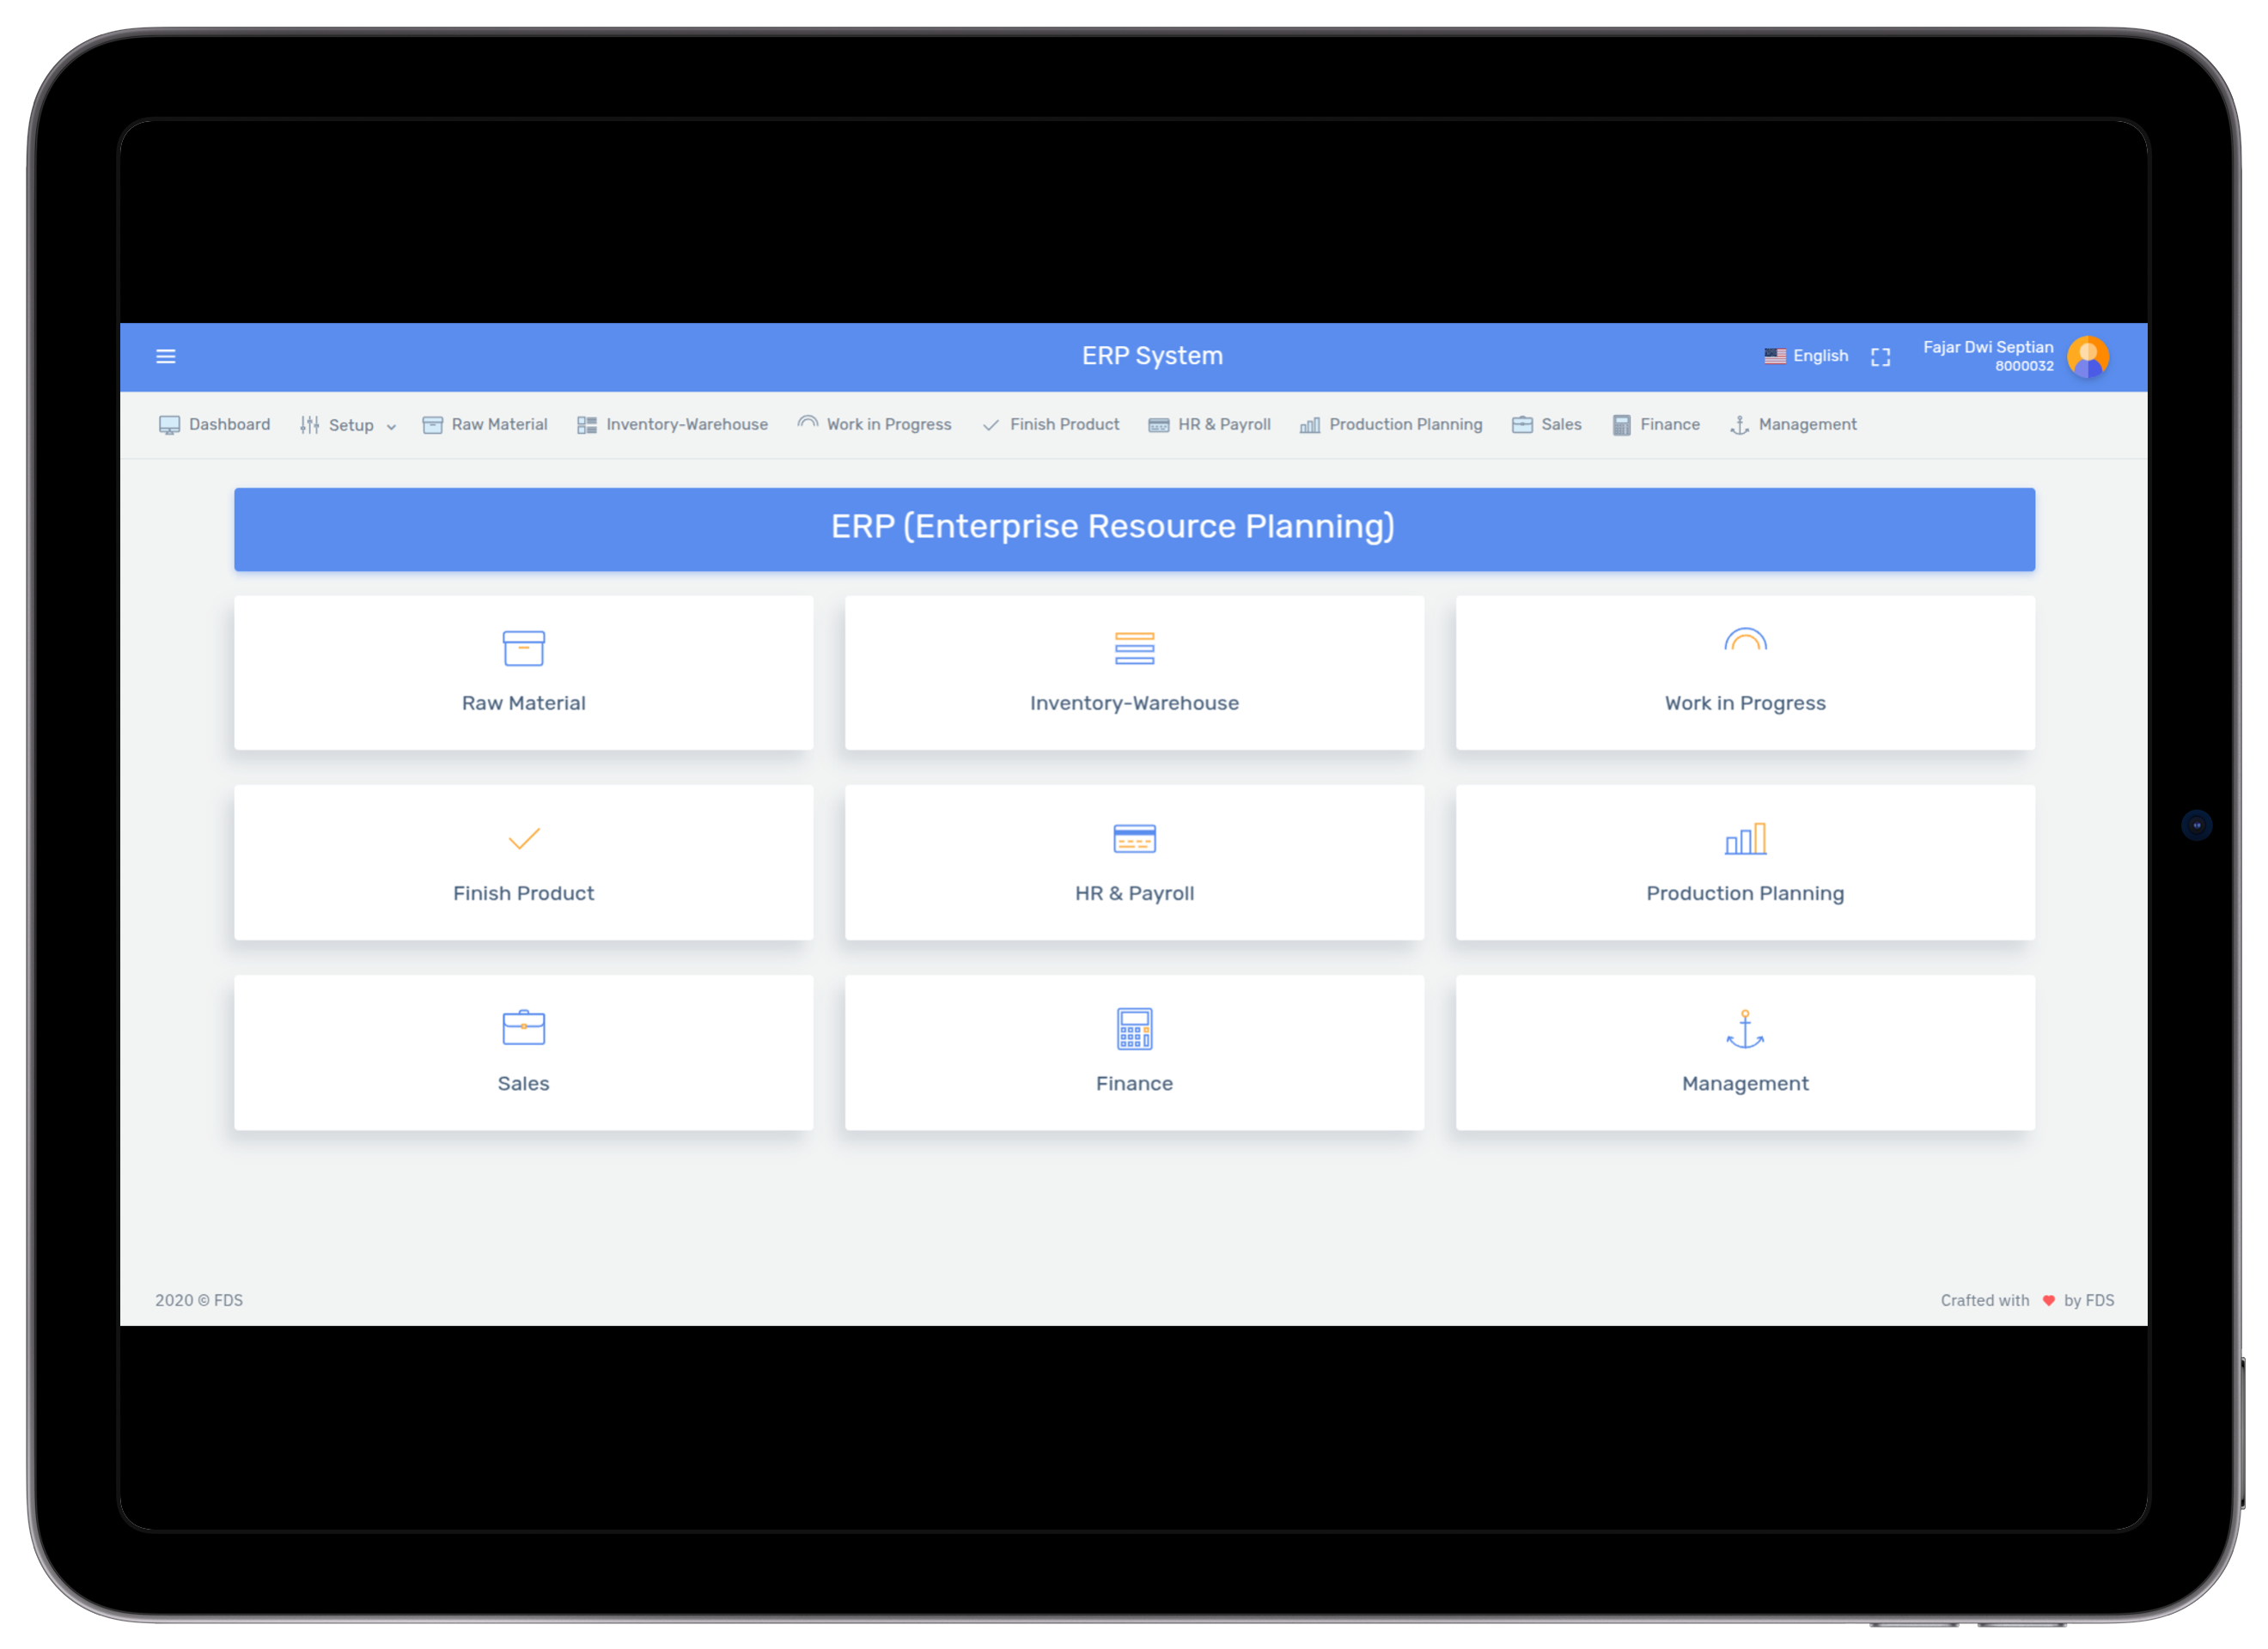 ERP System
English
Fajar Dwi Septian
8000032
Dashboard Setup Raw Material Inventory-Warehouse Work in Progress Finish Product HR & Payroll Production Planning Sales Finance Management
ERP (Enterprise Resource Planning)
Raw Material Inventory-Warehouse Work in Progress
Finish Product HR & Payroll Production Planning
Sales Finance Management
2020 © FDS Crafted with ♥ by FDS